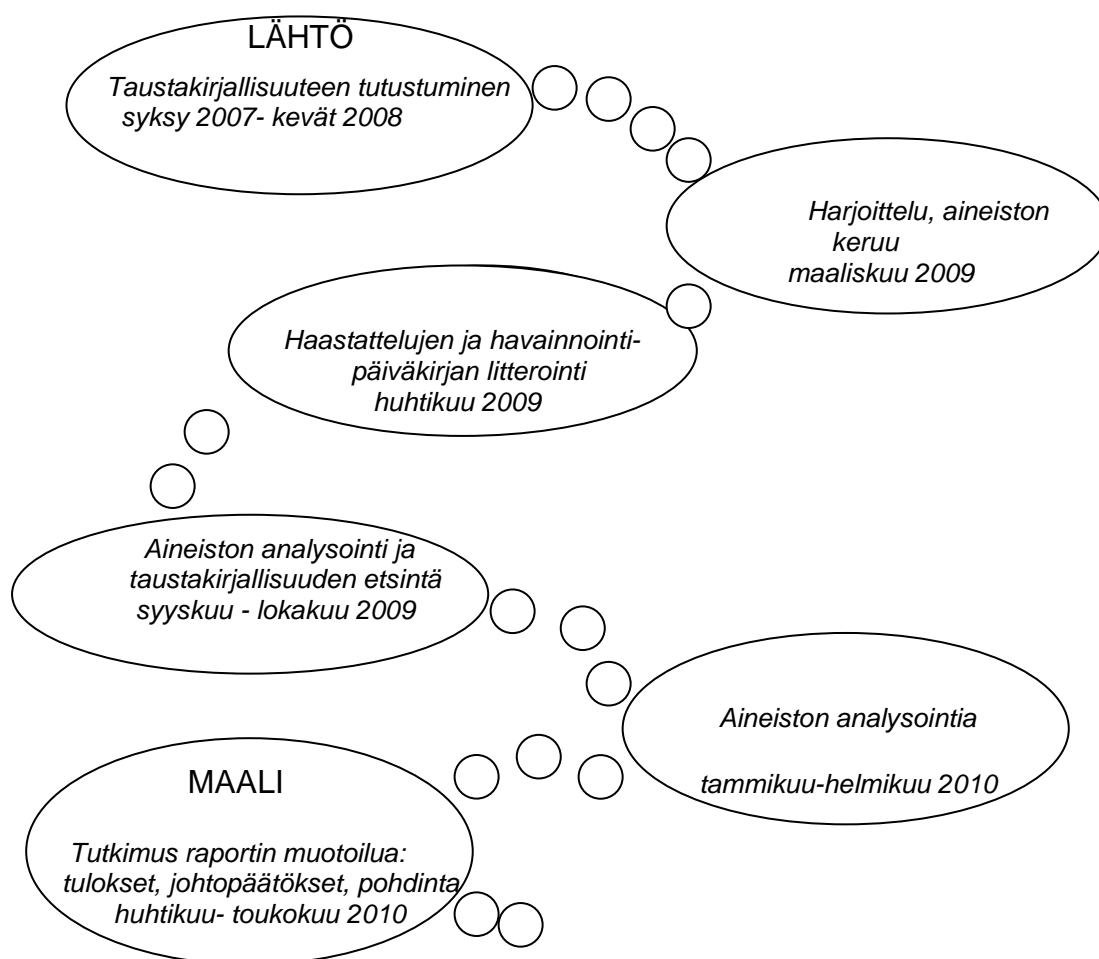 LÄHTÖ
Taustakirjallisuuteen tutustuminen
syksy 2007- kevät 2008
Harjoittelu, aineiston
keruu
maaliskuu 2009
Haastattelujen ja havainnointi-
päiväkirjan litterointi
huhtikuu 2009
Aineiston analysointi ja
taustakirjallisuuden etsintä
syyskuu - lokakuu 2009
Aineiston analysointia
tammikuu-helmikuu 2010
MAALI
Tutkimus raportin muotoilua:
tulokset, johtopäätökset, pohdinta
huhtikuu- toukokuu 2010